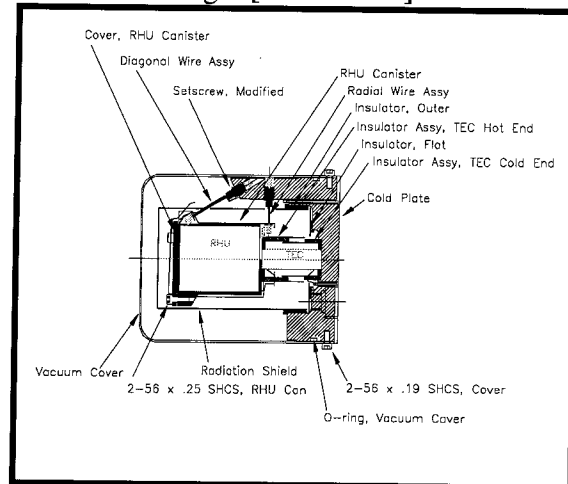 Cover, RHU Canister
Diagonal Wire Assy
Setscrew, Modified
RHU Canister
Radial Wire Assy
Insulator, Outer
Insulator Assy, TEC Hot End
Insulator, Flat
Insulator Assy, TEC Cold End
Cold Plate
RHU
TEC
Vacuum Cover
Radiation Shield
2-56 x .25 SHCS, RHU Can
2-56 x .19 SHCS, Cover
O-ring, Vacuum Cover